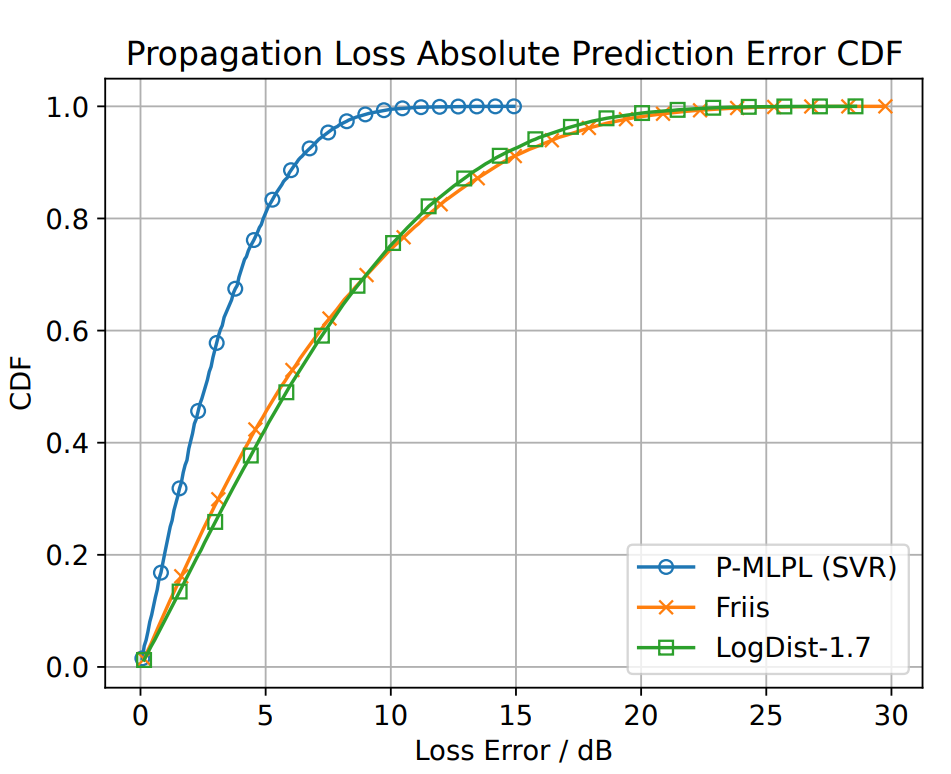 Propagation Loss Absolute Prediction Error CDF
1.0
0.8
0.6
0.4
0.2
0.0
CDF
P-MLPL (SVR)
Friis
LogDist-1.7
0 5 10 15 20 25 30
Loss Error / dB